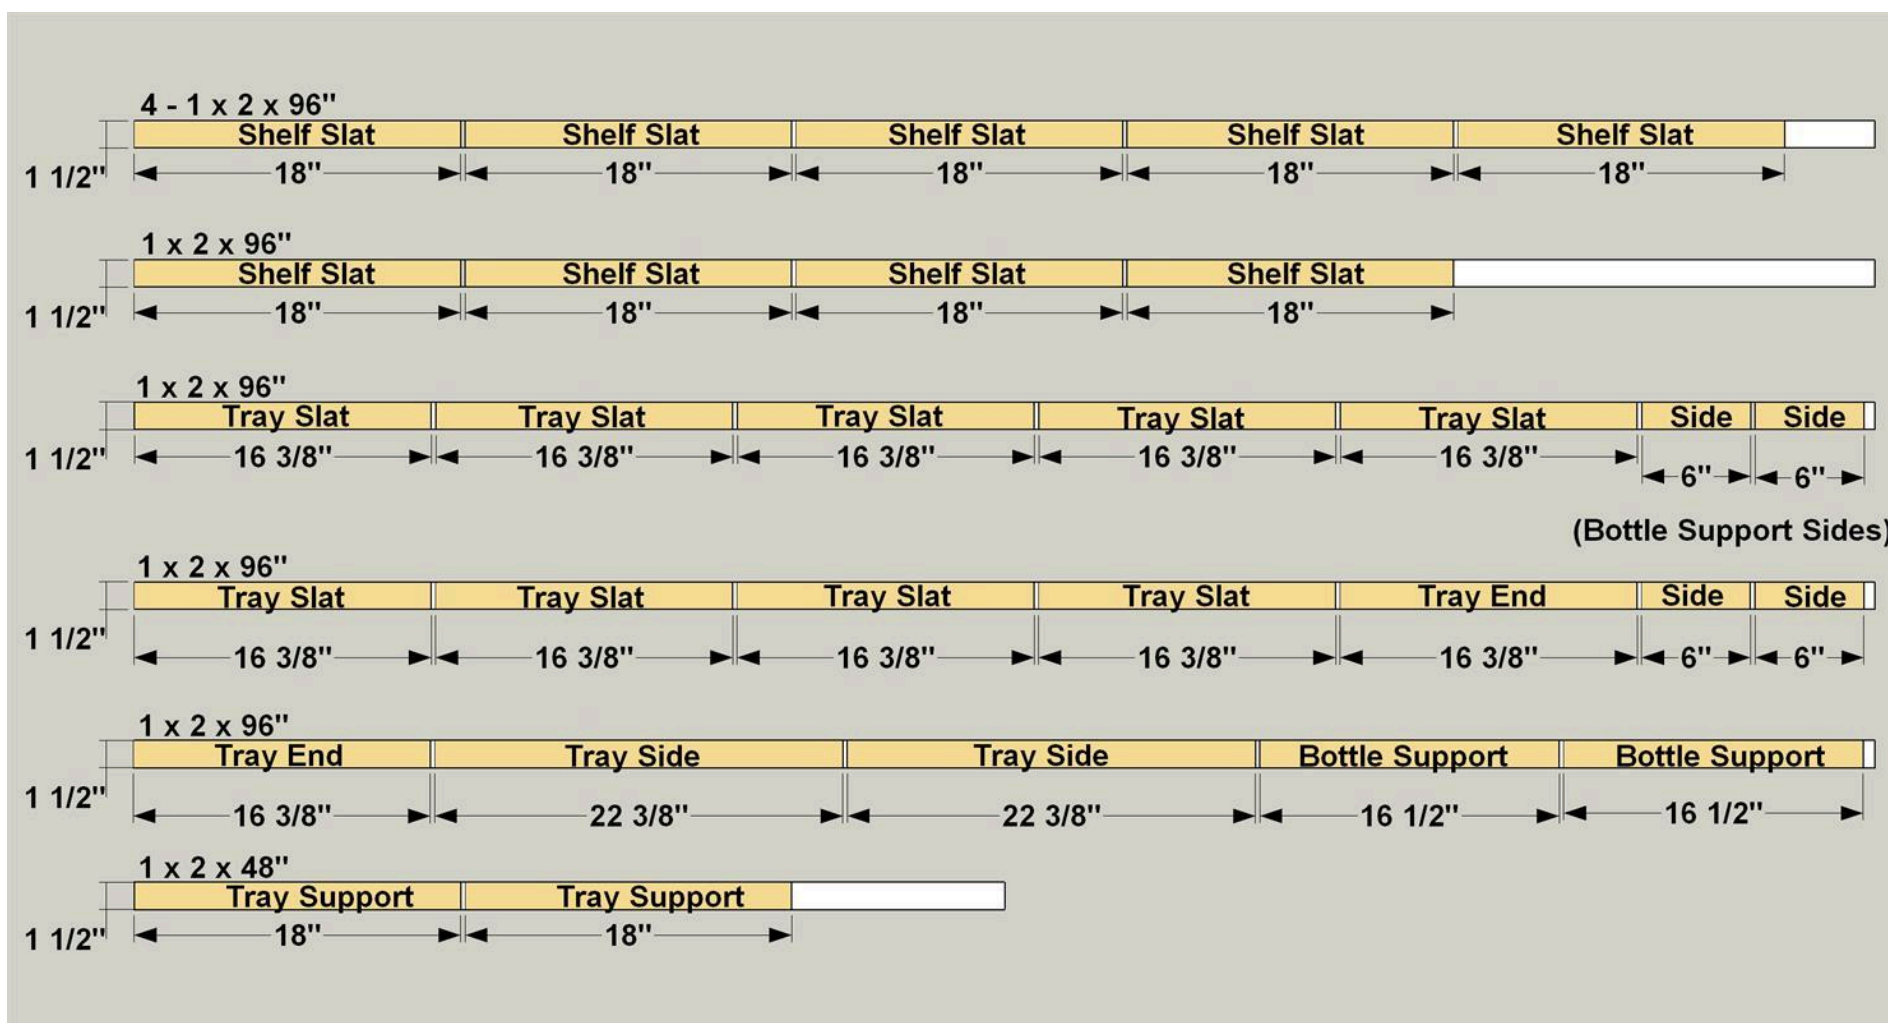 4 - 1 x 2 x 96"
Shelf Slat Shelf Slat Shelf Slat Shelf Slat Shelf Slat
1 1/2" 18" 18" 18" 18" 18"
1 x 2 x 96"
Shelf Slat Shelf Slat Shelf Slat Shelf Slat
1 1/2" 18" 18" 18" 18"
1 x 2 x 96"
Tray Slat Tray Slat Tray Slat Tray Slat Tray Slat Side Side
1 1/2" 16 3/8" 16 3/8" 16 3/8" 16 3/8" 16 3/8" 6" 6"
(Bottle Support Sides)
1 x 2 x 96"
Tray Slat Tray Slat Tray Slat Tray Slat Tray End Side Side
1 1/2" 16 3/8" 16 3/8" 16 3/8" 16 3/8" 16 3/8" 6" 6"
1 x 2 x 96"
Tray End Tray Side Tray Side Bottle Support Bottle Support
1 1/2" 16 3/8" 22 3/8" 22 3/8" 16 1/2" 16 1/2"
1 x 2 x 48"
Tray Support Tray Support
1 1/2" 18" 18"